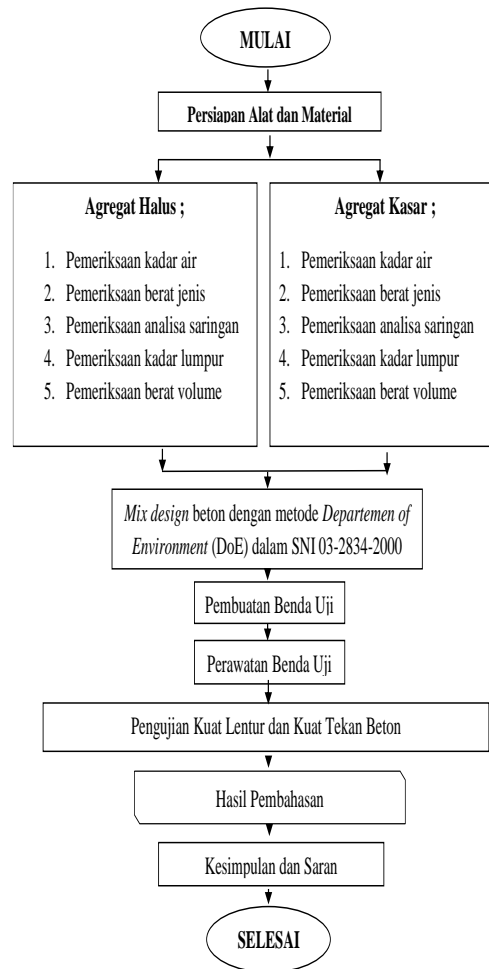 MULAI
Persiapan Alat dan Material
Agregat Halus ;
1. Pemeriksaan kadar air
2. Pemeriksaan berat jenis
3. Pemeriksaan analisa saringan
4. Pemeriksaan kadar lumpur
5. Pemeriksaan berat volume
Agregat Kasar ;
1. Pemeriksaan kadar air
2. Pemeriksaan berat jenis
3. Pemeriksaan analisa saringan
4. Pemeriksaan kadar lumpur
5. Pemeriksaan berat volume
Mix design beton dengan metode Departemen of
Environment (DoE) dalam SNI 03-2834-2000
Pembuatan Benda Uji
Perawatan Benda Uji
Pengujian Kuat Lentur dan Kuat Tekan Beton
Hasil Pembahasan
Kesimpulan dan Saran
SELESAI